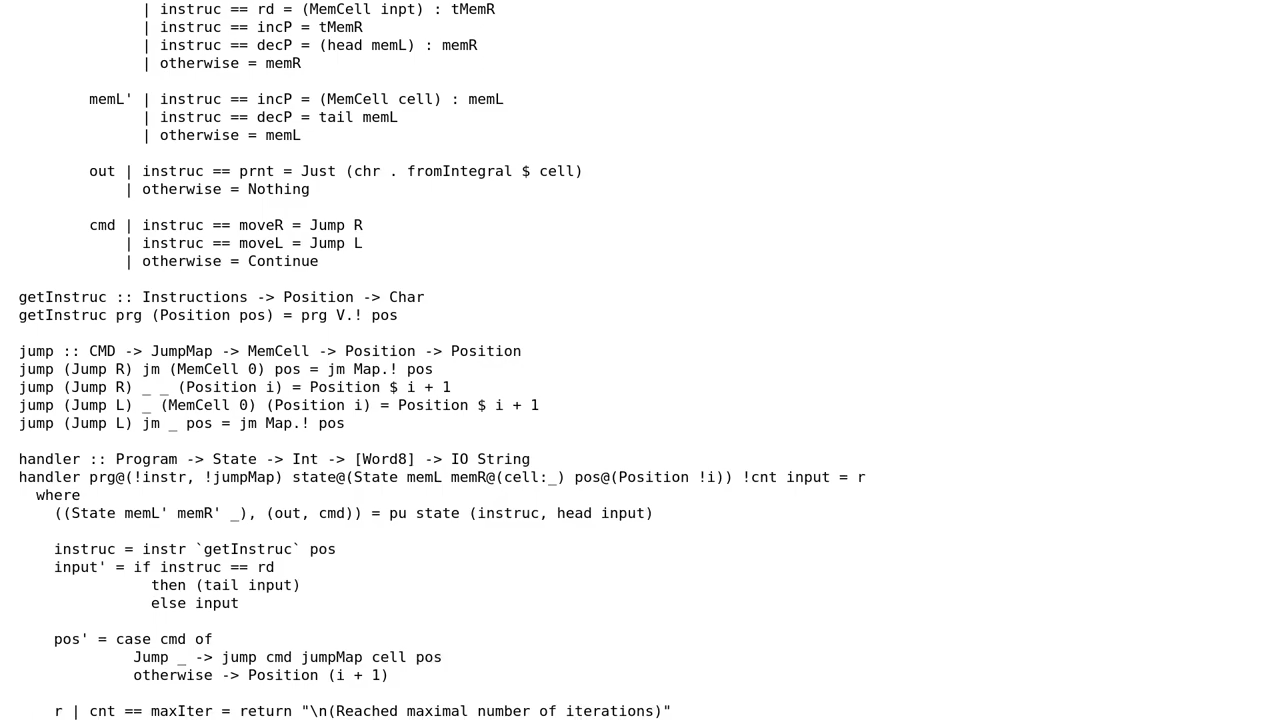 | instruc == rd = (MemCell inpt) : tMemR
| instruc == incP = tMemR
| instruc == decP = (head memL) : memR
| otherwise = memR
memL' | instruc == incP = (MemCell cell) : memL
| instruc == decP = tail memL
| otherwise = memL
out | instruc == prnt = Just (chr . fromIntegral $ cell)
| otherwise = Nothing
cmd | instruc == moveR = Jump R
| instruc == moveL = Jump L
| otherwise = Continue
getInstruc :: Instructions -> Position -> Char
getInstruc prg (Position pos) = prg V.! pos
jump :: CMD -> JumpMap -> MemCell -> Position -> Position
jump (Jump R) jm (MemCell 0) pos = jm Map.! pos
jump (Jump R) _ _ (Position i) = Position $ i + 1
jump (Jump L) _ (MemCell 0) (Position i) = Position $ i + 1
jump (Jump L) jm _ pos = jm Map.! pos
handler :: Program -> State -> Int -> [Word8] -> IO String
handler prg@(!instr, !jumpMap) state@(State memL memR@(cell:_) pos@(Position !i)) !cnt input = r
where
((State memL' memR' _), (out, cmd)) = pu state (instruc, head input)
instruc = instr `getInstruc` pos
input' = if instruc == rd
then (tail input)
else input
pos' = case cmd of
Jump _ -> jump cmd jumpMap cell pos
otherwise -> Position (i + 1)
r | cnt == maxIter = return "\n(Reached maximal number of iterations)"